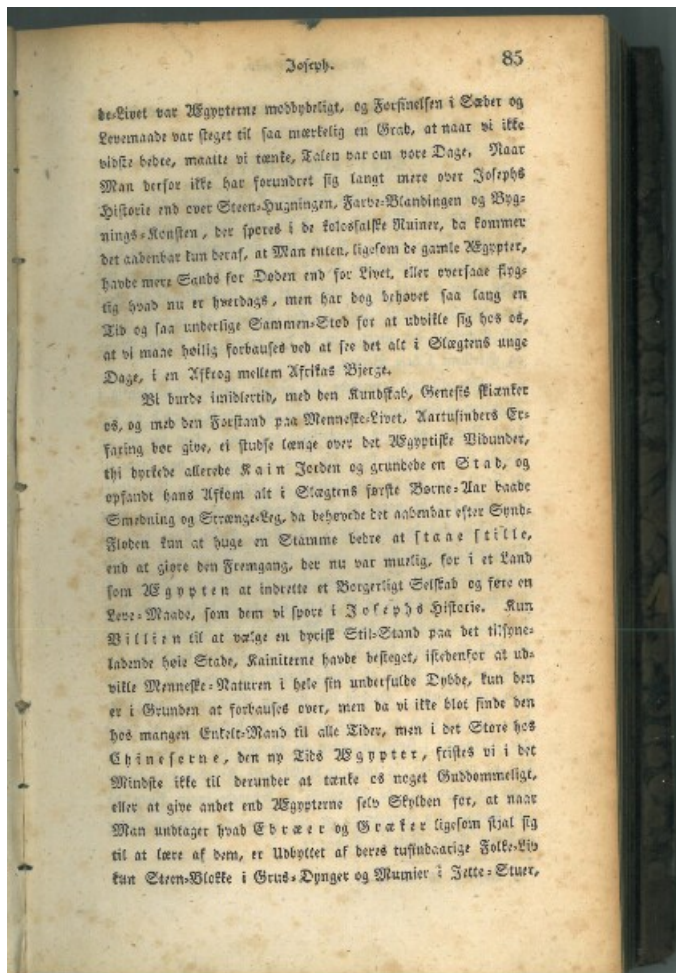 Joseph.
85
de-Livet var Ægypterne modbydeligt, og Forfinelsen i Sæder og
Levemaade var steget til saa mærkelig en Grad, at naar vi ikke
vidste bedre, maatte vi tænke, Talen var om vore Dage. Naar
Man derfor ikke har forundret sig langt mere over Josephs
Historie end over Steen-Hugningen, Farve-Blandingen og Byg-
nings-Konsten, der spores i de kolossalske Ruiner, da kommer
det aabenbar kun deraf, at Man enten, ligesom de gamle Ægypter,
havde mere Sands for Døden end for Livet, eller oversaae flyg-
tig hvad nu er hverdags, men har dog behøvet saa lang en
Tid og saa underlige Sammen-Stød for at udvikle sig hos os,
at vi maae høilig forbauses ved at see det alt i Slægtens unge
Dage, i en Afkrog mellem Afrikas Bjerge.
Vi burde imidlertid, med den Kundskab, Genesis skiænker
os, og med den Forstand paa Menneske-Livet, Aartusinders Er-
faring bør give, ei studse længe over det Ægyptiske Vidunder,
thi dyrkede allerede Kain Jorden og grundede en Stad, og
opfandt hans Afkom alt i Slægtens første Børne-Aar baade
Smedning og Strænge-Leg, da behøvede det aabenbar efter Synd-
Floden kun at huge en Stamme bedre at staae stille,
end at giøre den Fremgang, der nu var muelig, for i et Land
som Ægypten at indrette et Borgerligt Selskab og føre en
Leve-Maade, som dem vi spore i Josephs Historie. Kun
Villien til at vælge en dyrisk Stil-Stand paa det tilsyne-
ladende høie Stade, Kainiterne havde besteget, istedenfor at ud-
vikle Menneske-Naturen i hele sin underfulde Dybde, kun den
er i Grunden at forbauses over, men da vi ikke blot finde den
hos mangen Enkelt-Mand til alle Tider, men i det Store hos
Chineserne, den ny Tids Ægypter, fristes vi i det
Mindste ikke til derunder at tænke os noget Guddommeligt,
eller at give andet end Ægypterne selv Skylden for, at naar
Man undtager hvad Ebræer og Græker ligesom stjal sig
til at lære af dem, er Udbyttet af deres tusindaarige Folke-Liv
kun Steen-Blokke i Grus-Dynger og Mumier i Jette-Stuer,